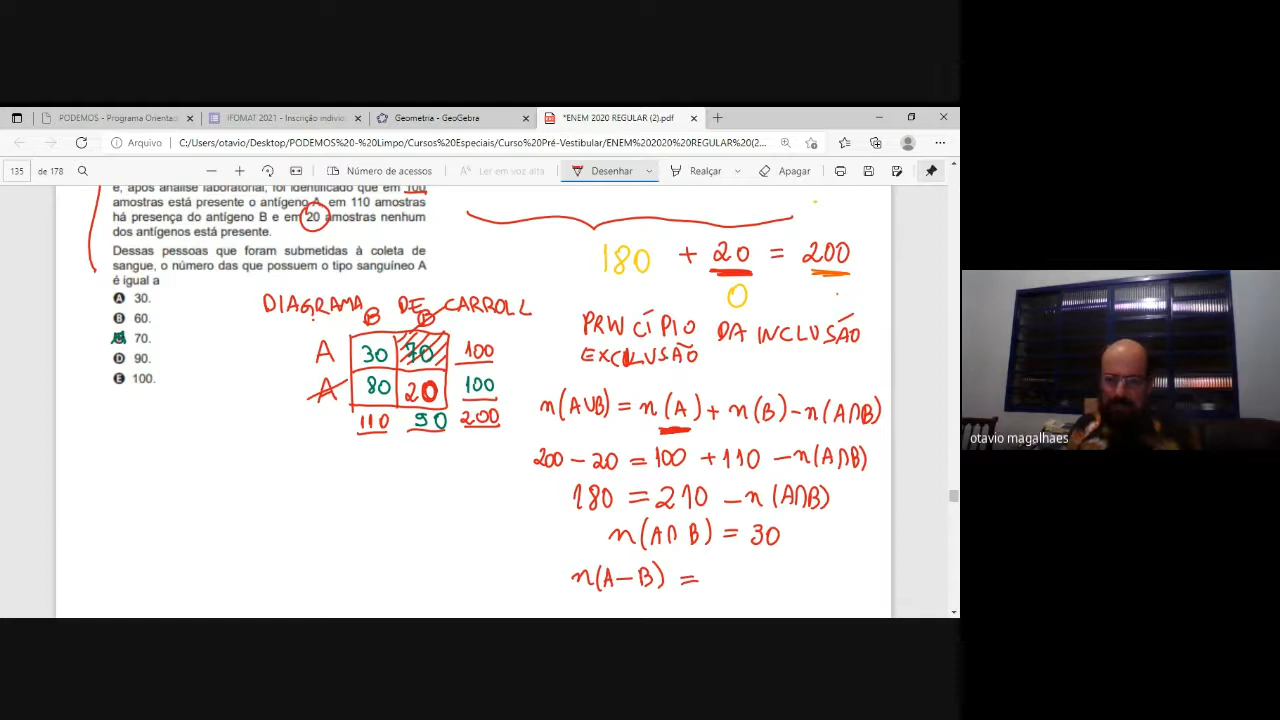 PODEMOS - Programa Orienta
IFOMAT 2021 - Inscrição individ
Geometria - GeoGebra
*ENEM 2020 REGULAR (2).pdf
Arquivo
C:/Users/otavio/Desktop/PODEMOS%20-%20Limpo/Cursos%20Especiais/Curso%20Pré-Vestibular/ENEM%202020%20REGULAR%20(2...
135 de 178
Número de acessos
Ler em voz alta
Desenhar
Realçar
Apagar
e, após análise laboratorial, foi identificado que em 100
amostras está presente o antígeno A, em 110 amostras
há presença do antígeno B e em 20 amostras nenhum
dos antígenos está presente.
Dessas pessoas que foram submetidas à coleta de
sangue, o número das que possuem o tipo sanguíneo A
é igual a
A 30.
B 60.
70.
D 90.
E 100.
DIAGRAMA DE CARROLL
B B
A 30 70 100
A 80 20 100
110 90 200
180 + 20 = 200
0
PRINCÍPIO DA INCLUSÃO
EXCLUSÃO
n(A∪B) = n(A) + n(B) - n(A∩B)
200 - 20 = 100 + 110 - n(A∩B)
180 = 210 - n(A∩B)
n(A∩B) = 30
n(A-B) =
otavio magalhaes